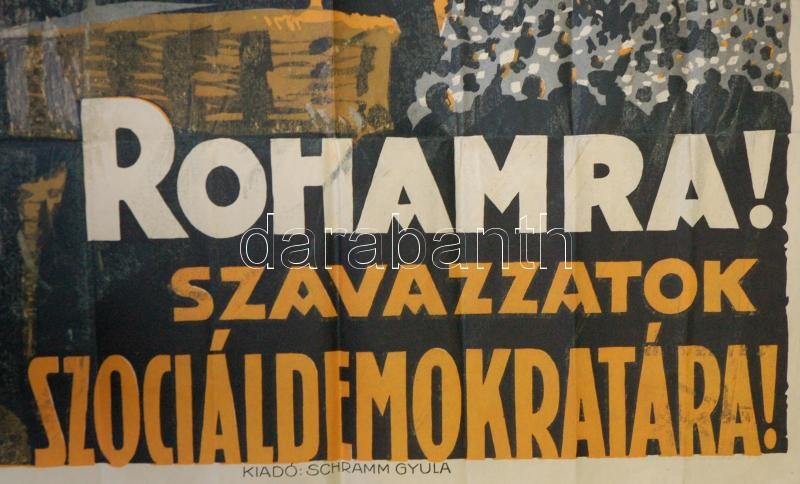 ROHAMRA!
darabanth
SZAVAZZATOK
SZOCIÁLDEMOKRATÁRA!
KIADÓ: SCHRAMM GYULA